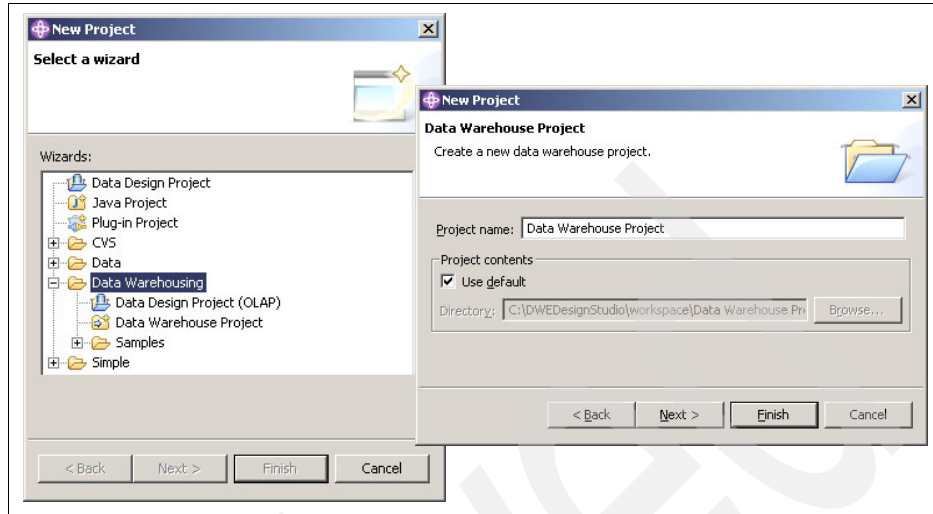 New Project
Select a wizard
Wizards:
Data Design Project
Java Project
Plug-in Project
CVS
Data
Data Warehousing
Data Design Project (OLAP)
Data Warehouse Project
Samples
Simple
< Back Next > Finish Cancel
New Project
Data Warehouse Project
Create a new data warehouse project.
Project name: Data Warehouse Project
Project contents
Use default
Directory: C:\DWEDesignStudio\workspace\Data Warehouse Pr Browse...
< Back Next > Finish Cancel